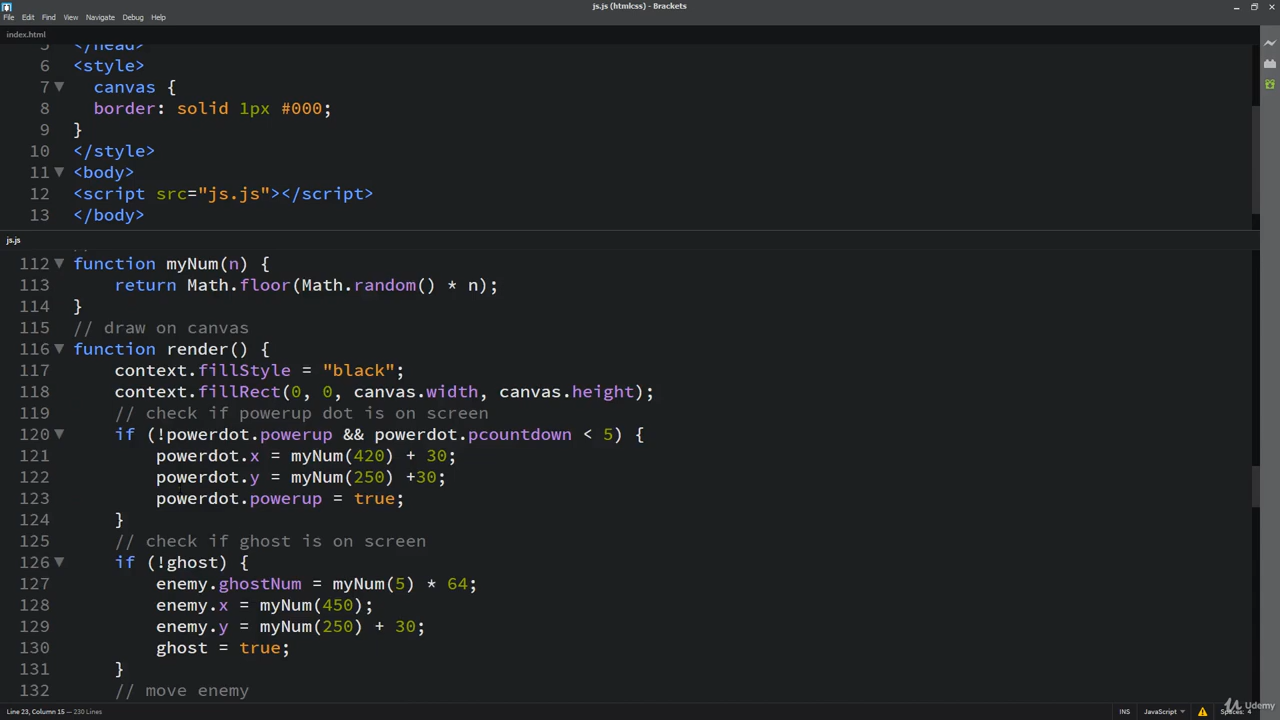 js.js (htmlcss) - Brackets
File Edit Find View Navigate Debug Help
index.html
5 </head>
6 <style>
7 canvas {
8 border: solid 1px #000;
9 }
10 </style>
11 <body>
12 <script src="js.js"></script>
13 </body>
js.js
112 function myNum(n) {
113 return Math.floor(Math.random() * n);
114 }
115 // draw on canvas
116 function render() {
117 context.fillStyle = "black";
118 context.fillRect(0, 0, canvas.width, canvas.height);
119 // check if powerup dot is on screen
120 if (!powerdot.powerup && powerdot.pcountdown < 5) {
121 powerdot.x = myNum(420) + 30;
122 powerdot.y = myNum(250) +30;
123 powerdot.powerup = true;
124 }
125 // check if ghost is on screen
126 if (!ghost) {
127 enemy.ghostNum = myNum(5) * 64;
128 enemy.x = myNum(450);
129 enemy.y = myNum(250) + 30;
130 ghost = true;
131 }
132 // move enemy
Line 23, Column 15 — 230 Lines
INS JavaScript Spaces: 4
Udemy